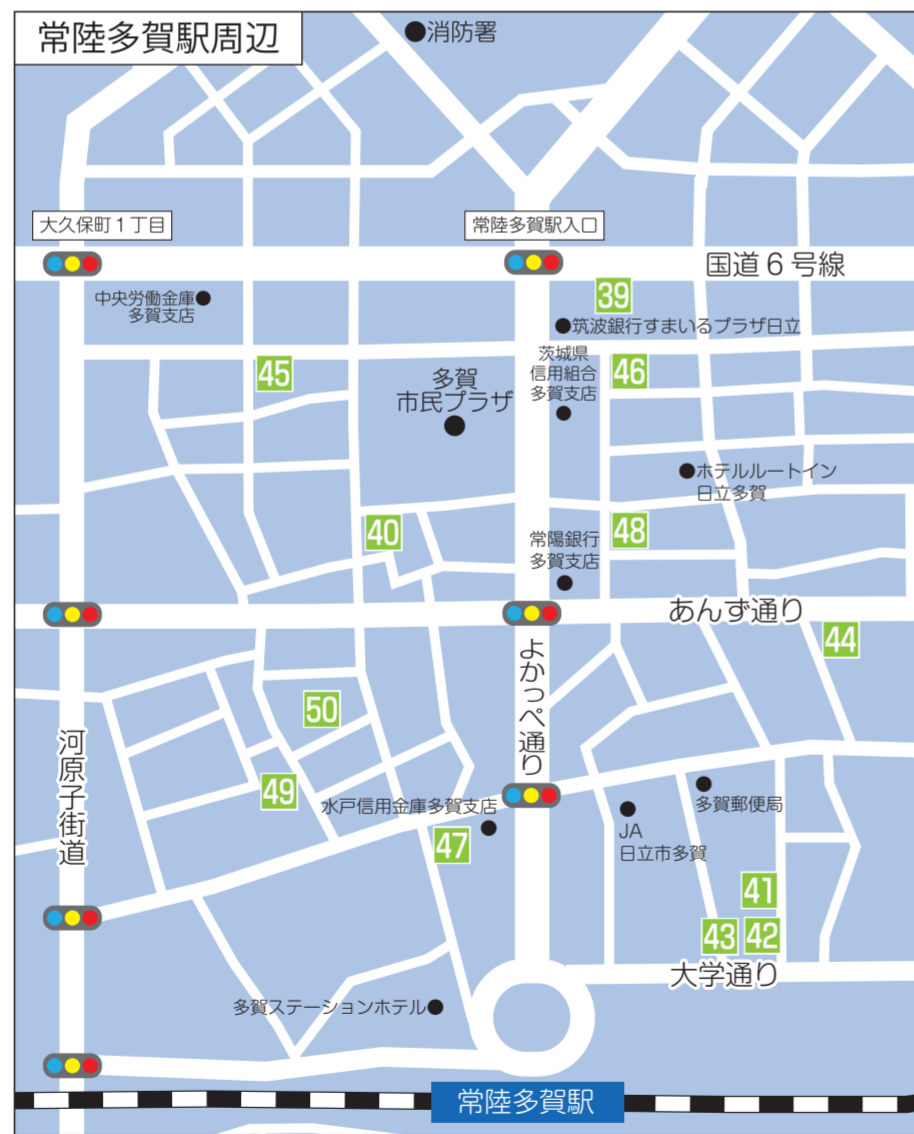 常陸多賀駅周辺
消防署
大久保町1丁目
常陸多賀駅入口
国道6号線
中央労働金庫
多賀支店
39
筑波銀行すまいるプラザ日立
45
多賀
市民プラザ
茨城県
信用組合
多賀支店
46
ホテルルートイン
日立多賀
40
常陽銀行
多賀支店
48
あんず通り
44
よかっぺ通り
50
河原子街道
49
水戸信用金庫多賀支店
47
多賀郵便局
JA
日立市多賀
41
43
42
大学通り
多賀ステーションホテル
常陸多賀駅